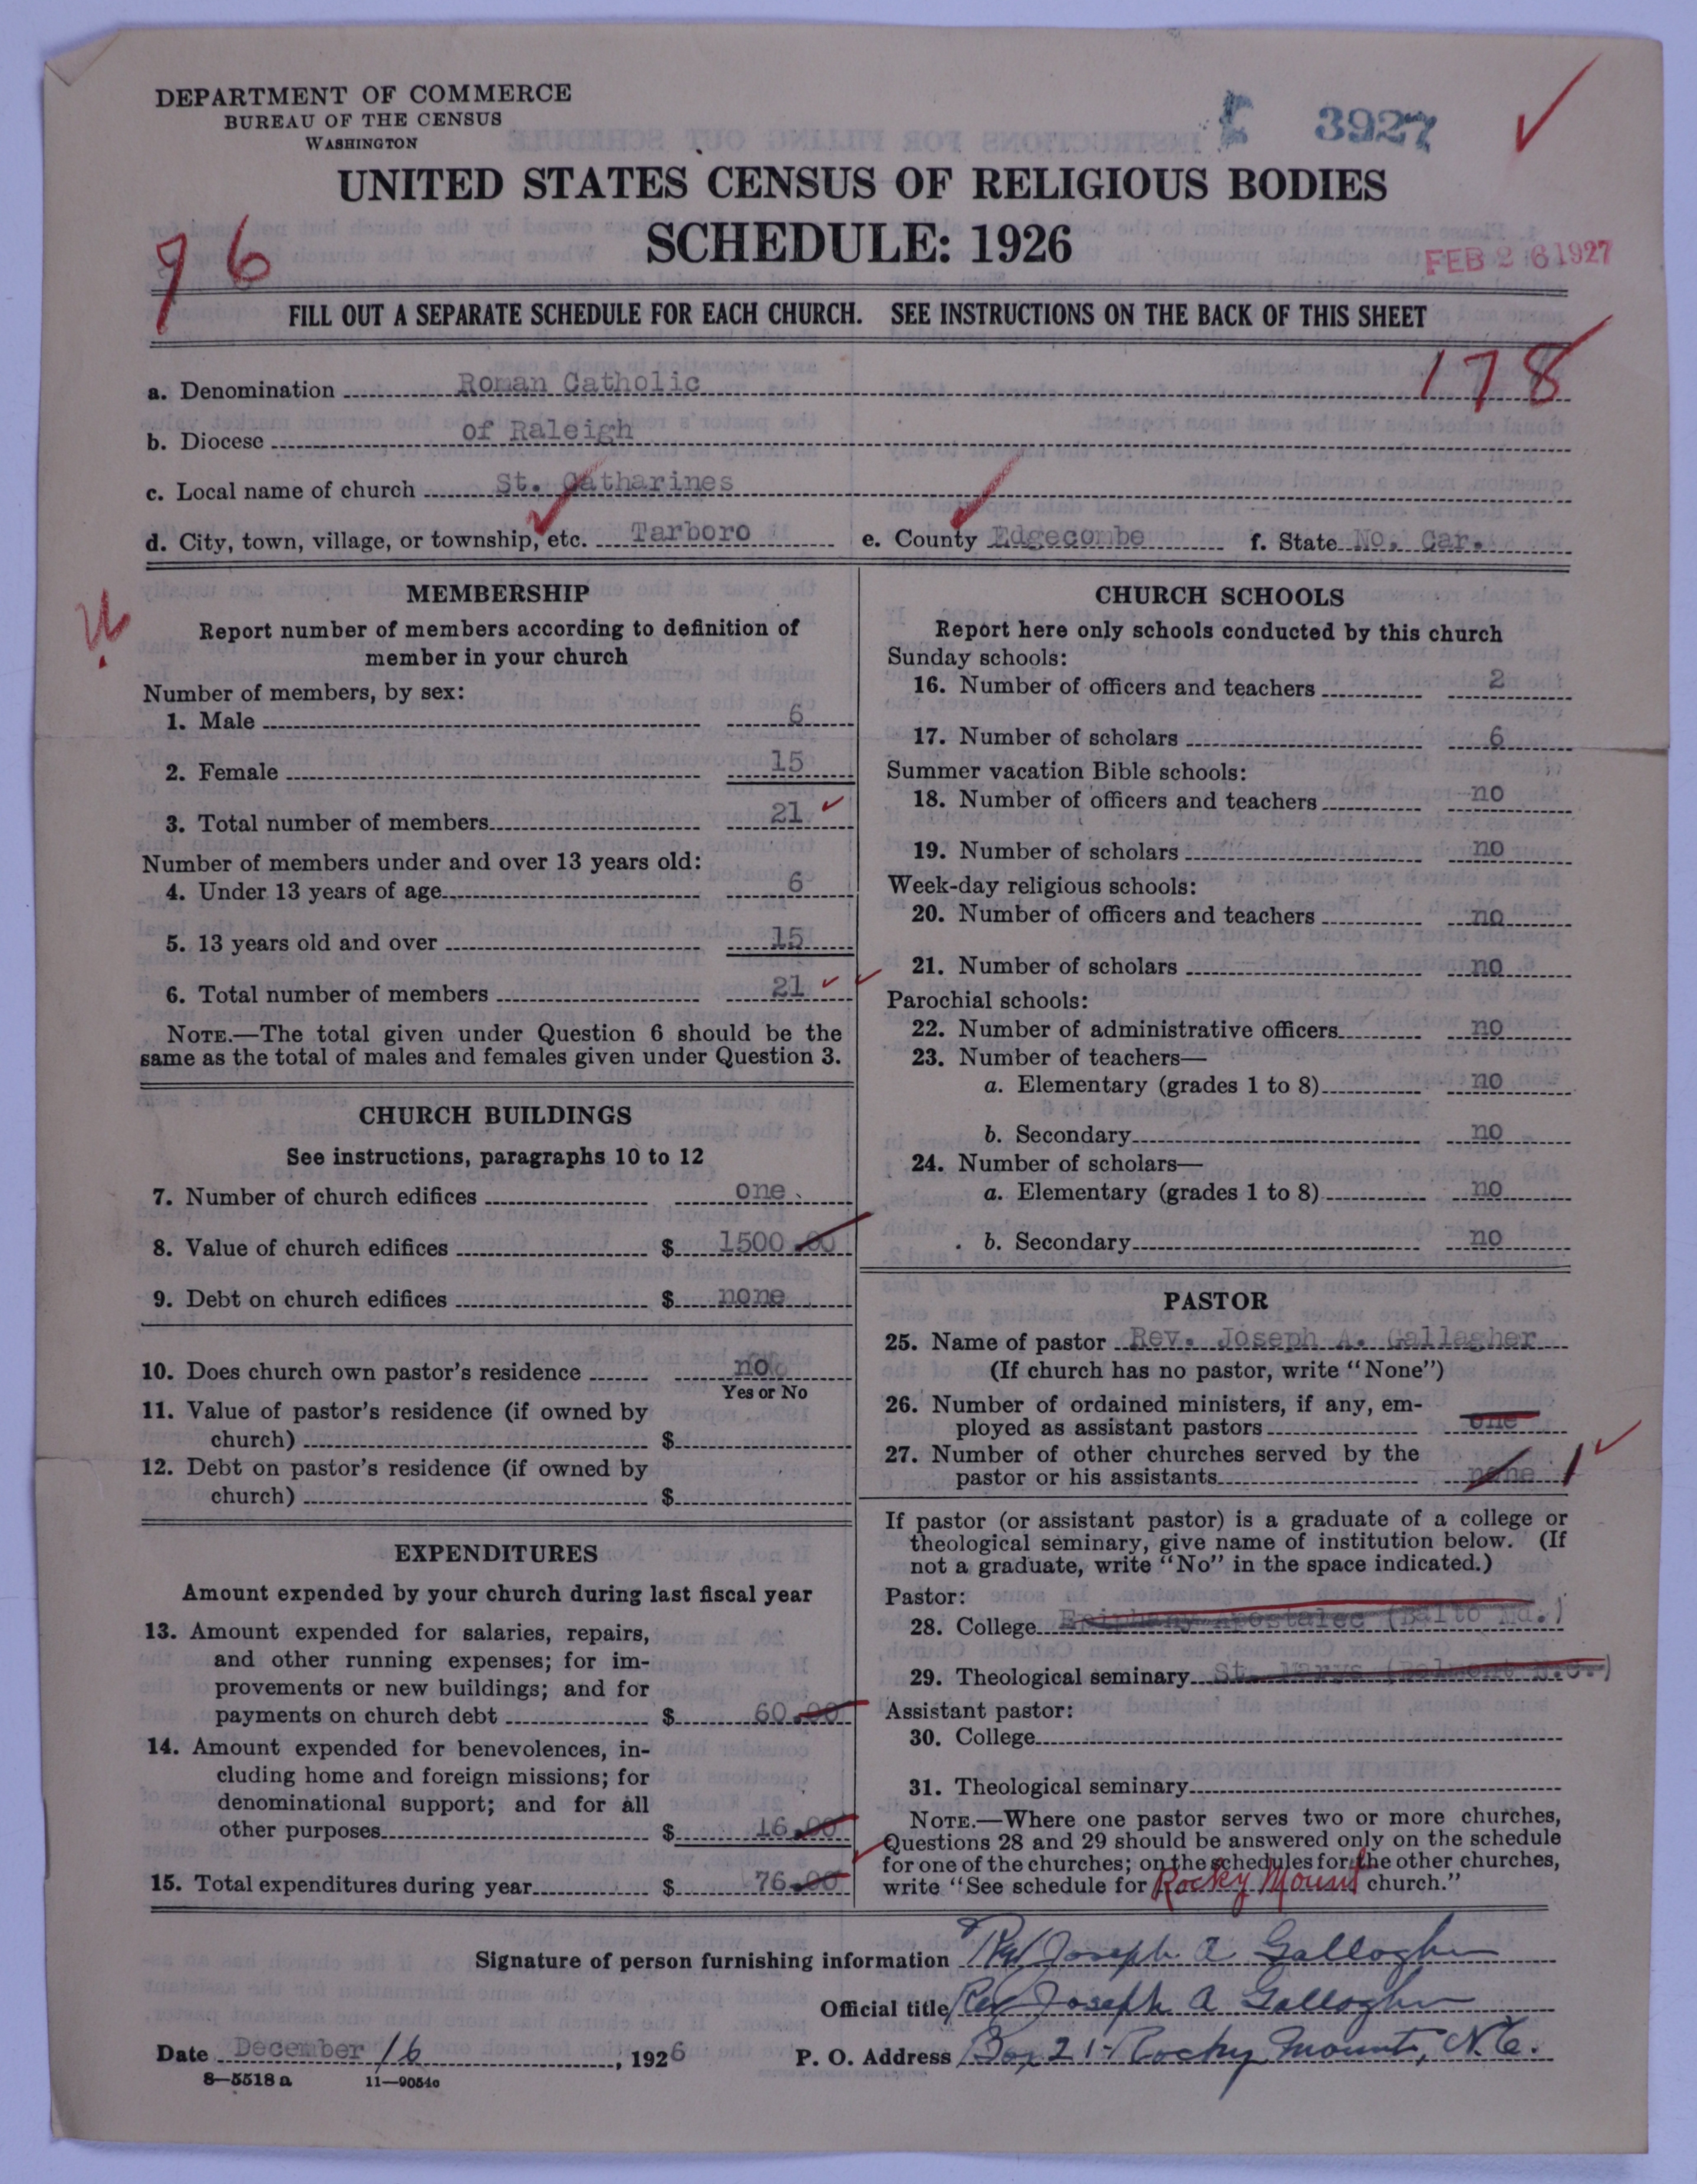 DEPARTMENT OF COMMERCE
BUREAU OF THE CENSUS
WASHINGTON
3927
UNITED STATES CENSUS OF RELIGIOUS BODIES
SCHEDULE: 1926
96
FEB 26 1927
FILL OUT A SEPARATE SCHEDULE FOR EACH CHURCH. SEE INSTRUCTIONS ON THE BACK OF THIS SHEET
178
a. Denomination Roman Catholic
b. Diocese of Raleigh
c. Local name of church St. Catharines
d. City, town, village, or township, etc. Tarboro e. County Edgecombe f. State No. Car.
MEMBERSHIP
Report number of members according to definition of
member in your church
Number of members, by sex:
1. Male 6
2. Female 15
3. Total number of members 21
Number of members under and over 13 years old:
4. Under 13 years of age 6
5. 13 years old and over 15
6. Total number of members 21
NOTE.—The total given under Question 6 should be the
same as the total of males and females given under Question 3.
CHURCH BUILDINGS
See instructions, paragraphs 10 to 12
7. Number of church edifices one
8. Value of church edifices $ 1500.00
9. Debt on church edifices $ none
10. Does church own pastor's residence no
Yes or No
11. Value of pastor's residence (if owned by
church) $
12. Debt on pastor's residence (if owned by
church) $
EXPENDITURES
Amount expended by your church during last fiscal year
13. Amount expended for salaries, repairs,
and other running expenses; for im-
provements or new buildings; and for
payments on church debt $ 60.00
14. Amount expended for benevolences, in-
cluding home and foreign missions; for
denominational support; and for all
other purposes $ 16.00
15. Total expenditures during year $ 76.00
CHURCH SCHOOLS
Report here only schools conducted by this church
Sunday schools:
16. Number of officers and teachers 2
17. Number of scholars 6
Summer vacation Bible schools:
18. Number of officers and teachers no
19. Number of scholars no
Week-day religious schools:
20. Number of officers and teachers no
21. Number of scholars no
Parochial schools:
22. Number of administrative officers no
23. Number of teachers—
a. Elementary (grades 1 to 8) no
b. Secondary no
24. Number of scholars—
a. Elementary (grades 1 to 8) no
b. Secondary no
PASTOR
25. Name of pastor Rev. Joseph A. Gallagher
(If church has no pastor, write "None")
26. Number of ordained ministers, if any, em-
ployed as assistant pastors one
27. Number of other churches served by the
pastor or his assistants none 1
If pastor (or assistant pastor) is a graduate of a college or
theological seminary, give name of institution below. (If
not a graduate, write "No" in the space indicated.)
Pastor:
28. College Epiphany Apostalec (Balto Md.)
29. Theological seminary St. Marys (Belmont N.C.)
Assistant pastor:
30. College
31. Theological seminary
NOTE.—Where one pastor serves two or more churches,
Questions 28 and 29 should be answered only on the schedule
for one of the churches; on the schedules for the other churches,
write "See schedule for Rocky Mount church."
Signature of person furnishing information Rev Joseph A Gallagher
Official title Rev Joseph A Gallagher
Date December 16, 1926 P. O. Address Box 21- Rocky Mount, N.C.
8—5518a 11—9054c